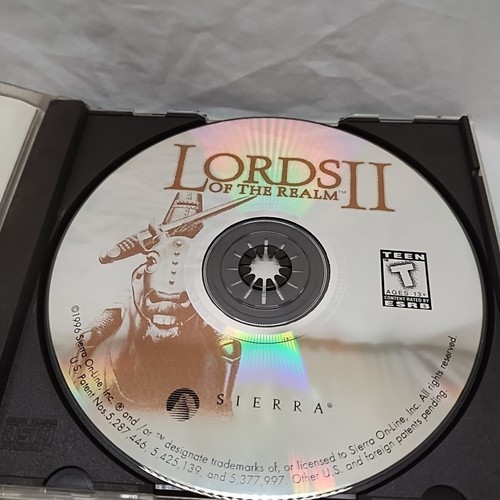 LORDS II
OF THE REALM™
TEEN
T
AGES 13+
CONTENT RATED BY
ESRB
SIERRA®
©1996 Sierra On-Line, Inc. ® and /or ™ designate trademarks of, or licensed to Sierra On-Line, Inc. All rights reserved.
U.S. Patent Nos. 5,287,446, 5,425,139, and 5,377,997. Other U.S. and foreign patents pending.